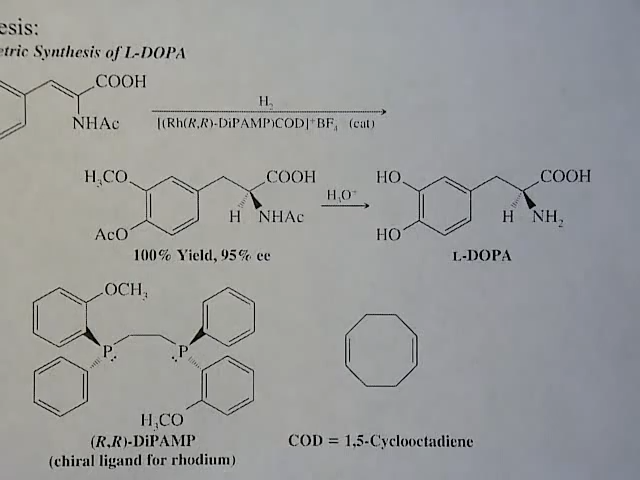 esis:
etric Synthesis of L-DOPA
COOH
NHAc
H2
[(Rh(R,R)-DiPAMP)COD]+BF4 (cat)
H3CO
COOH
H
NHAc
AcO
100% Yield, 95% ee
H3O+
HO
COOH
H
NH2
HO
L-DOPA
OCH3
P
P
H3CO
(R,R)-DiPAMP
(chiral ligand for rhodium)
COD = 1,5-Cyclooctadiene